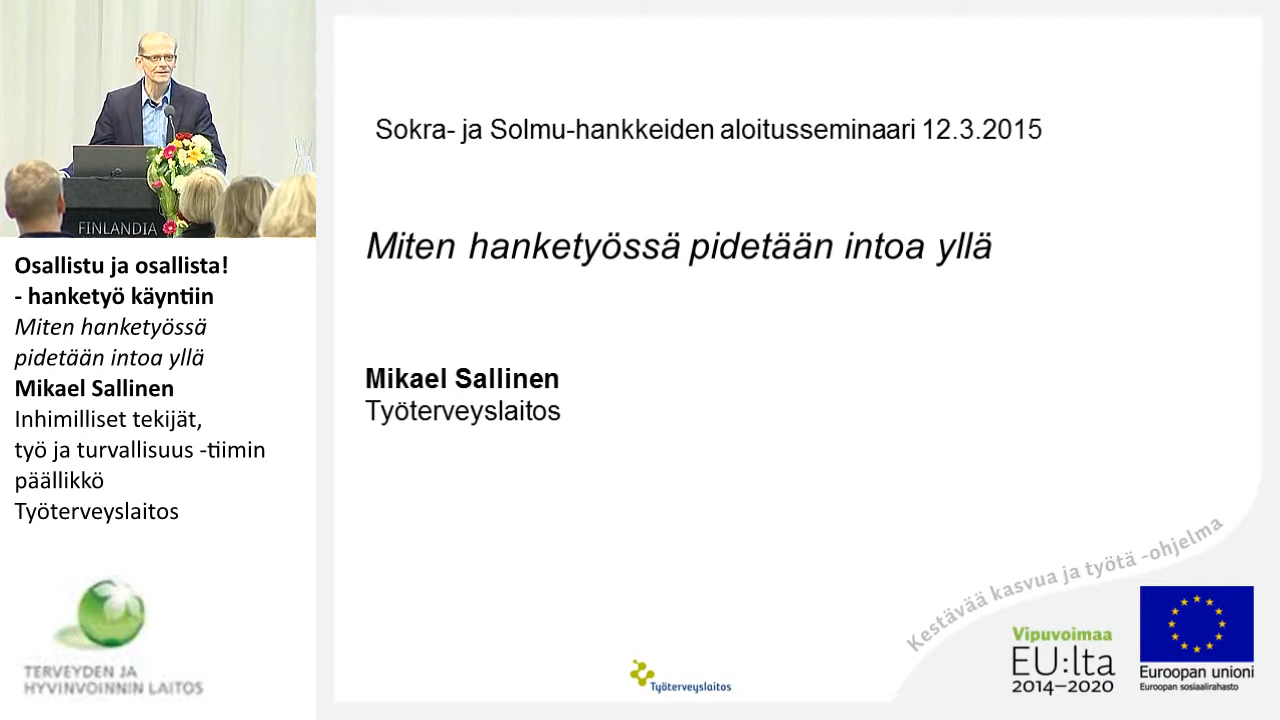 FINLANDIA
Osallistu ja osallista!
- hanketyö käyntiin
Miten hanketyössä
pidetään intoa yllä
Mikael Sallinen
Inhimilliset tekijät,
työ ja turvallisuus -tiimin
päällikkö
Työterveyslaitos
TERVEYDEN JA
HYVINVOINNIN LAITOS
Sokra- ja Solmu-hankkeiden aloitusseminaari 12.3.2015
Miten hanketyössä pidetään intoa yllä
Mikael Sallinen
Työterveyslaitos
Työterveyslaitos
Kestävää kasvua ja työtä -ohjelma
Vipuvoimaa
EU:lta
2014–2020
Euroopan unioni
Euroopan sosiaalirahasto